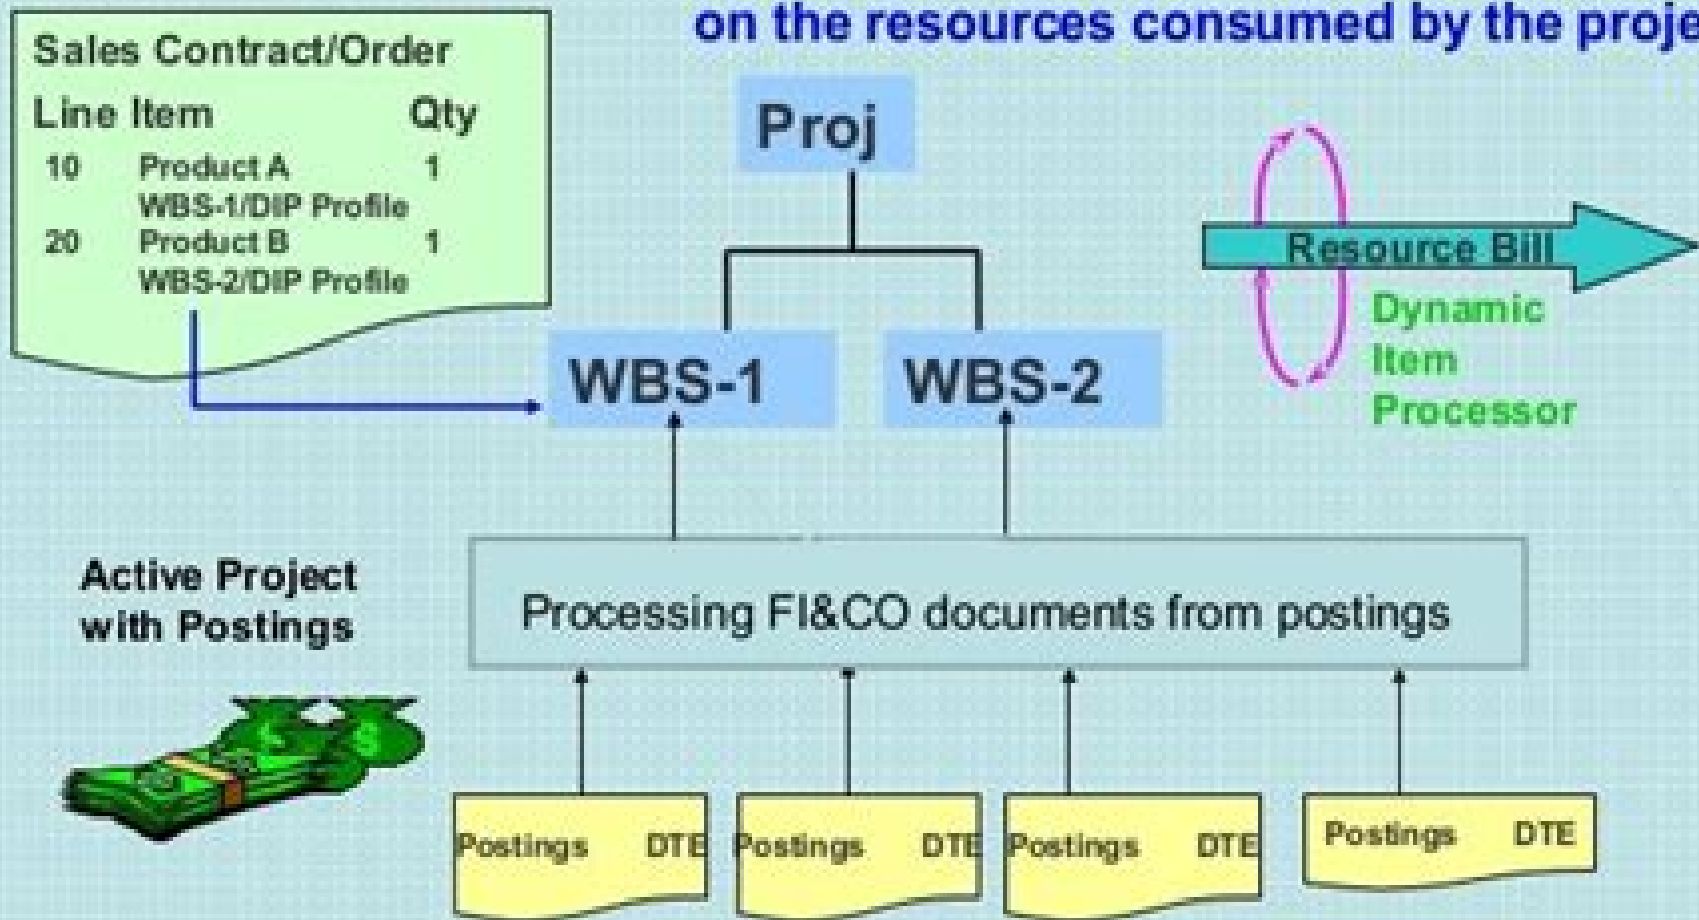 on the resources consumed by the proje
Sales Contract/Order
Line Item Qty
10 Product A 1
WBS-1/DIP Profile
20 Product B 1
WBS-2/DIP Profile
Proj
Resource Bill
Dynamic
Item
Processor
WBS-1 WBS-2
Active Project
with Postings
Processing FI&CO documents from postings
$ $
Postings DTE Postings DTE Postings DTE Postings DTE